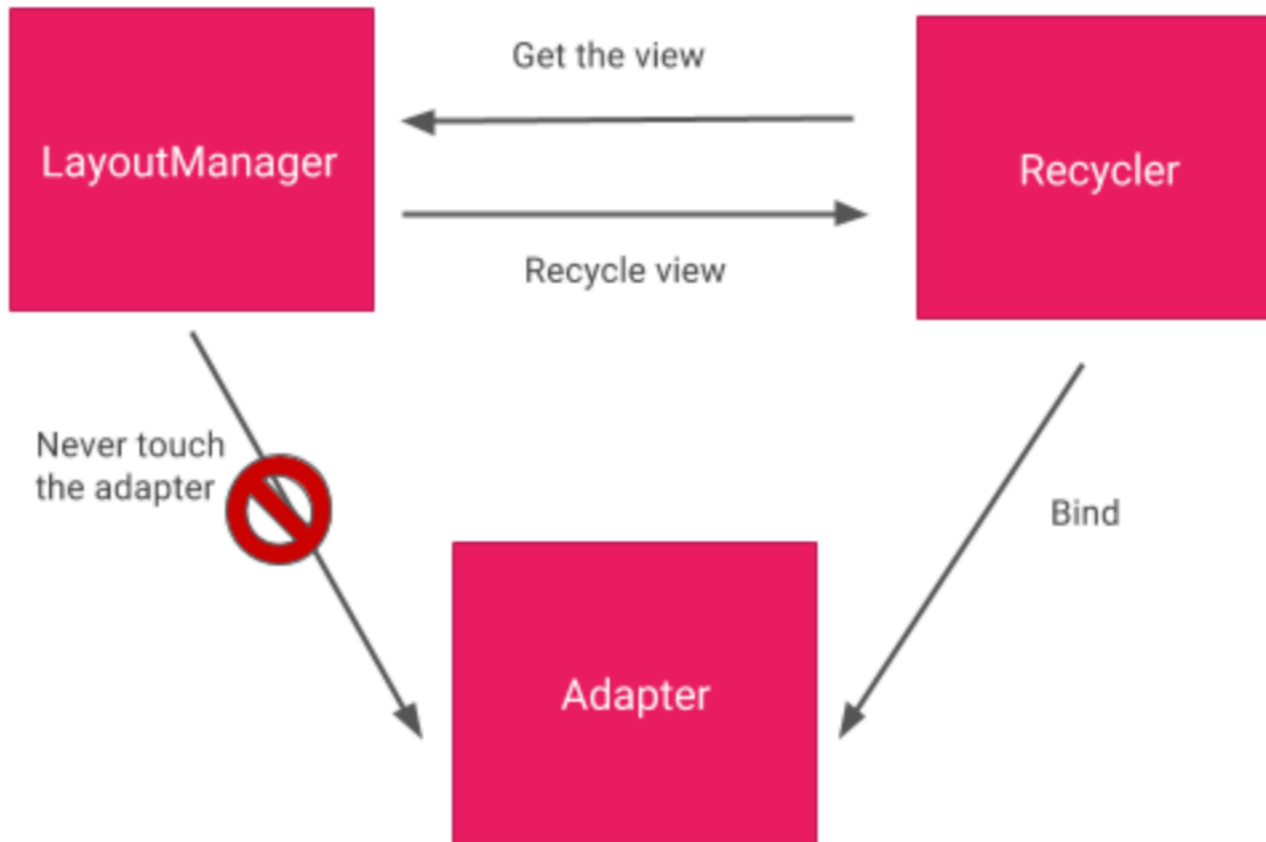 Get the view
LayoutManager
Recycler
Recycle view
Never touch
the adapter
Bind
Adapter